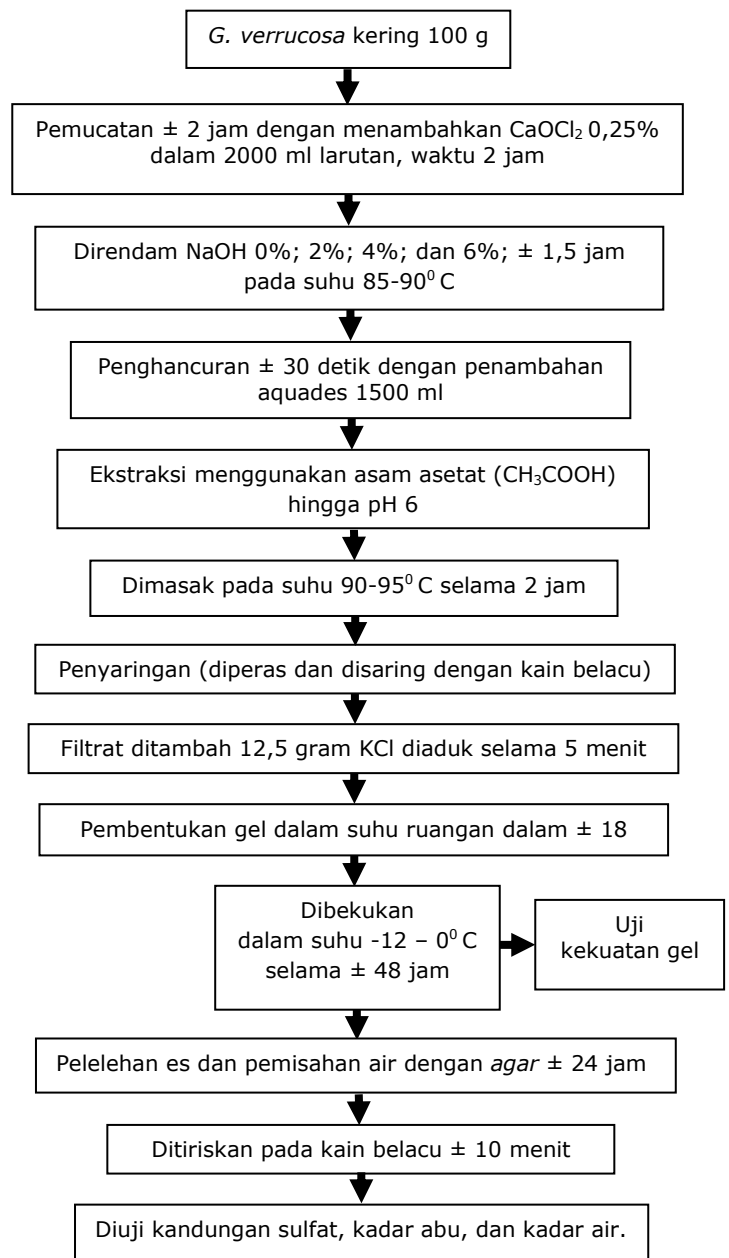 G. verrucosa kering 100 g
Pemucatan ± 2 jam dengan menambahkan CaOCl₂ 0,25%
dalam 2000 ml larutan, waktu 2 jam
Direndam NaOH 0%; 2%; 4%; dan 6%; ± 1,5 jam
pada suhu 85-90⁰ C
Penghancuran ± 30 detik dengan penambahan
aquades 1500 ml
Ekstraksi menggunakan asam asetat (CH₃COOH)
hingga pH 6
Dimasak pada suhu 90-95⁰ C selama 2 jam
Penyaringan (diperas dan disaring dengan kain belacu)
Filtrat ditambah 12,5 gram KCl diaduk selama 5 menit
Pembentukan gel dalam suhu ruangan dalam ± 18
Dibekukan
dalam suhu -12 – 0⁰ C
selama ± 48 jam
Uji
kekuatan gel
Pelelehan es dan pemisahan air dengan agar ± 24 jam
Ditiriskan pada kain belacu ± 10 menit
Diuji kandungan sulfat, kadar abu, dan kadar air.